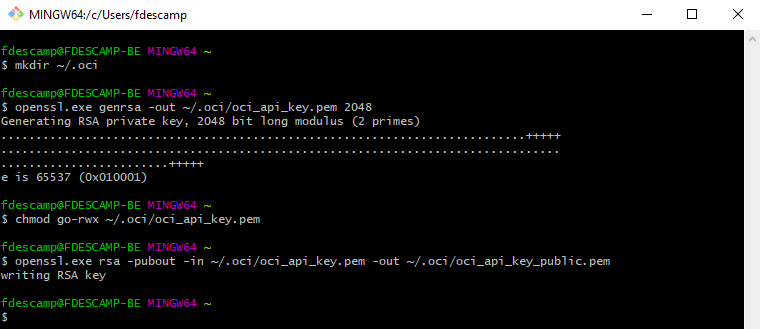 MINGW64:/c/Users/fdescamp
fdescamp@FDESCAMP-BE MINGW64 ~
$ mkdir ~/.oci
fdescamp@FDESCAMP-BE MINGW64 ~
$ openssl.exe genrsa -out ~/.oci/oci_api_key.pem 2048
Generating RSA private key, 2048 bit long modulus (2 primes)
...........................................................................+++++
................................................................................
........................+++++
e is 65537 (0x010001)
fdescamp@FDESCAMP-BE MINGW64 ~
$ chmod go-rwx ~/.oci/oci_api_key.pem
fdescamp@FDESCAMP-BE MINGW64 ~
$ openssl.exe rsa -pubout -in ~/.oci/oci_api_key.pem -out ~/.oci/oci_api_key_public.pem
writing RSA key
fdescamp@FDESCAMP-BE MINGW64 ~
$